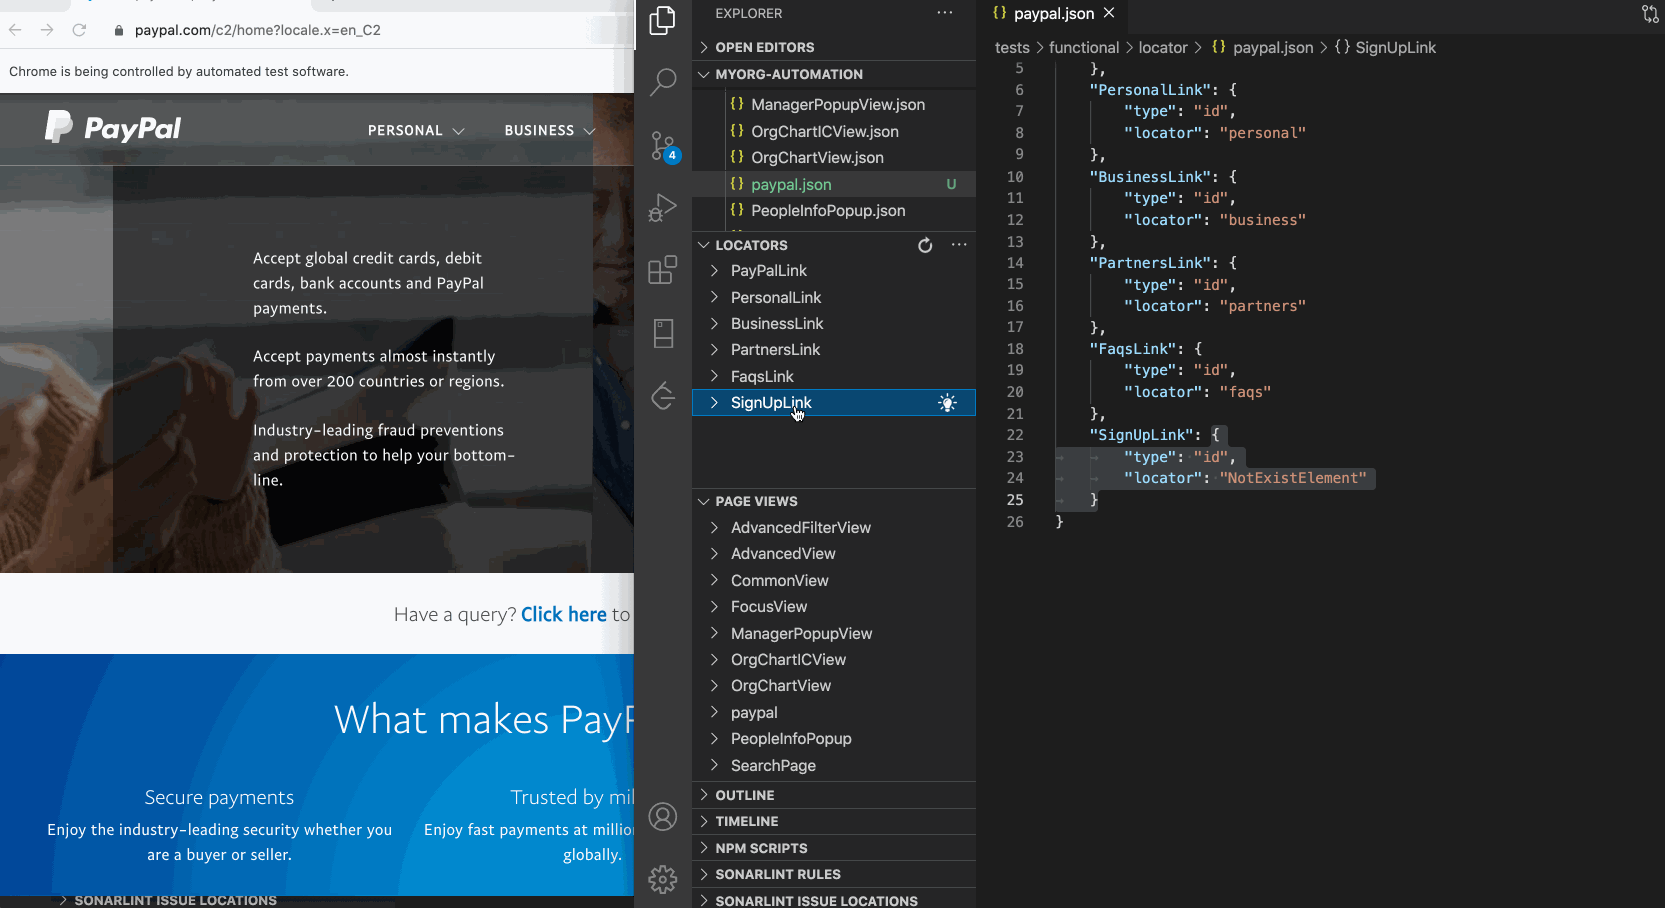 paypal.com/c2/home?locale.x=en_C2
Chrome is being controlled by automated test software.
PayPal
PERSONAL
BUSINESS
Accept global credit cards, debit
cards, bank accounts and PayPal
payments.
Accept payments almost instantly
from over 200 countries or regions.
Industry-leading fraud preventions
and protection to help your bottom-
line.
Have a query? Click here to
What makes PayP
Secure payments
Enjoy the industry-leading security whether you
are a buyer or seller.
Trusted by mil
Enjoy fast payments at millio
globally.
SONARLINT ISSUE LOCATIONS
EXPLORER
OPEN EDITORS
MYORG-AUTOMATION
{} ManagerPopupView.json
{} OrgChartICView.json
{} OrgChartView.json
{} paypal.json U
{} PeopleInfoPopup.json
4
LOCATORS
PayPalLink
PersonalLink
BusinessLink
PartnersLink
FaqsLink
SignUpLink
PAGE VIEWS
AdvancedFilterView
AdvancedView
CommonView
FocusView
ManagerPopupView
OrgChartICView
OrgChartView
paypal
PeopleInfoPopup
SearchPage
OUTLINE
TIMELINE
NPM SCRIPTS
SONARLINT RULES
SONARLINT ISSUE LOCATIONS
{} paypal.json ×
tests > functional > locator > {} paypal.json > {} SignUpLink
5 },
6 "PersonalLink": {
7 "type": "id",
8 "locator": "personal"
9 },
10 "BusinessLink": {
11 "type": "id",
12 "locator": "business"
13 },
14 "PartnersLink": {
15 "type": "id",
16 "locator": "partners"
17 },
18 "FaqsLink": {
19 "type": "id",
20 "locator": "faqs"
21 },
22 "SignUpLink": {
23 "type": "id",
24 "locator": "NotExistElement"
25 }
26 }